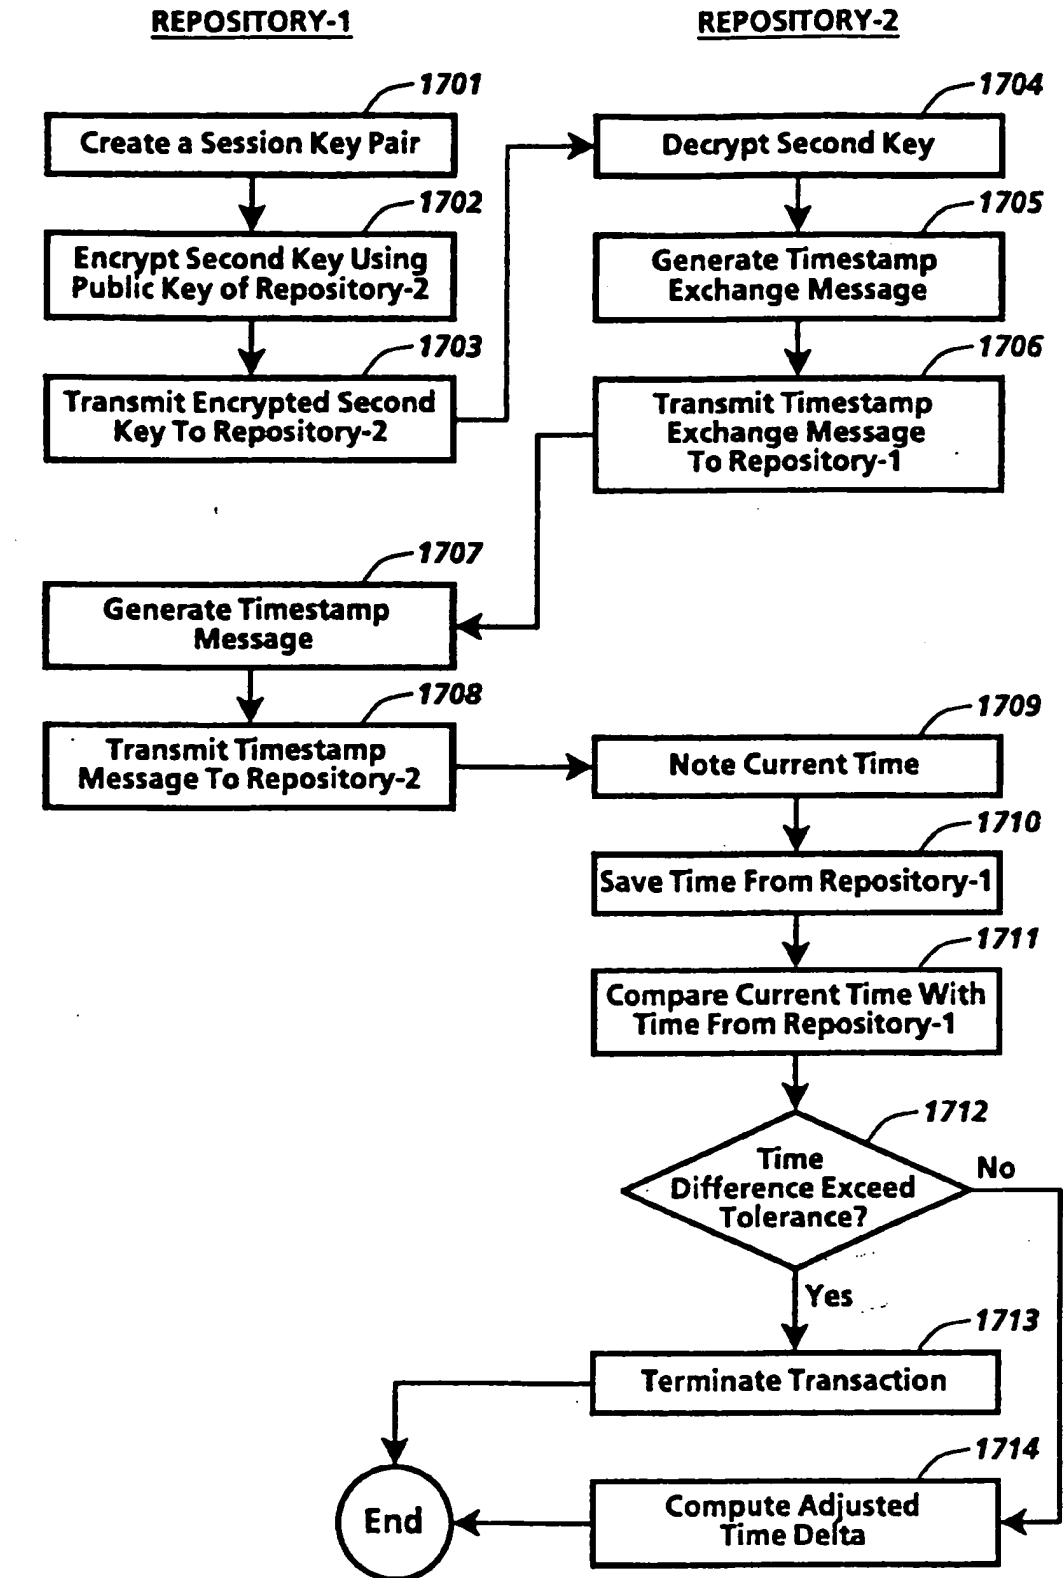 REPOSITORY-1
REPOSITORY-2
1701
Create a Session Key Pair
1702
Encrypt Second Key Using
Public Key of Repository-2
1703
Transmit Encrypted Second
Key To Repository-2
1704
Decrypt Second Key
1705
Generate Timestamp
Exchange Message
1706
Transmit Timestamp
Exchange Message
To Repository-1
1707
Generate Timestamp
Message
1708
Transmit Timestamp
Message To Repository-2
1709
Note Current Time
1710
Save Time From Repository-1
1711
Compare Current Time With
Time From Repository-1
1712
Time
Difference Exceed
Tolerance?
No
Yes
1713
Terminate Transaction
1714
Compute Adjusted
Time Delta
End